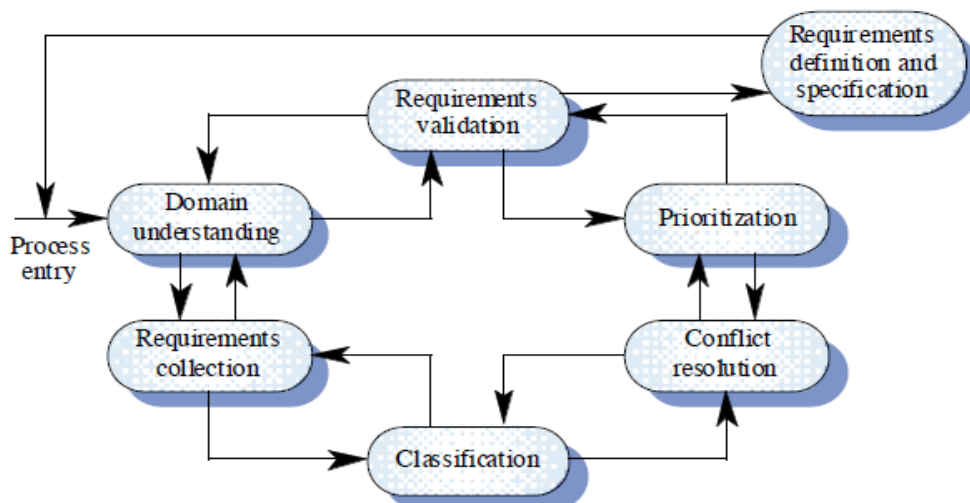 Requirements
definition and
specification
Requirements
validation
Domain
understanding
Prioritization
Process
entry
Requirements
collection
Conflict
resolution
Classification